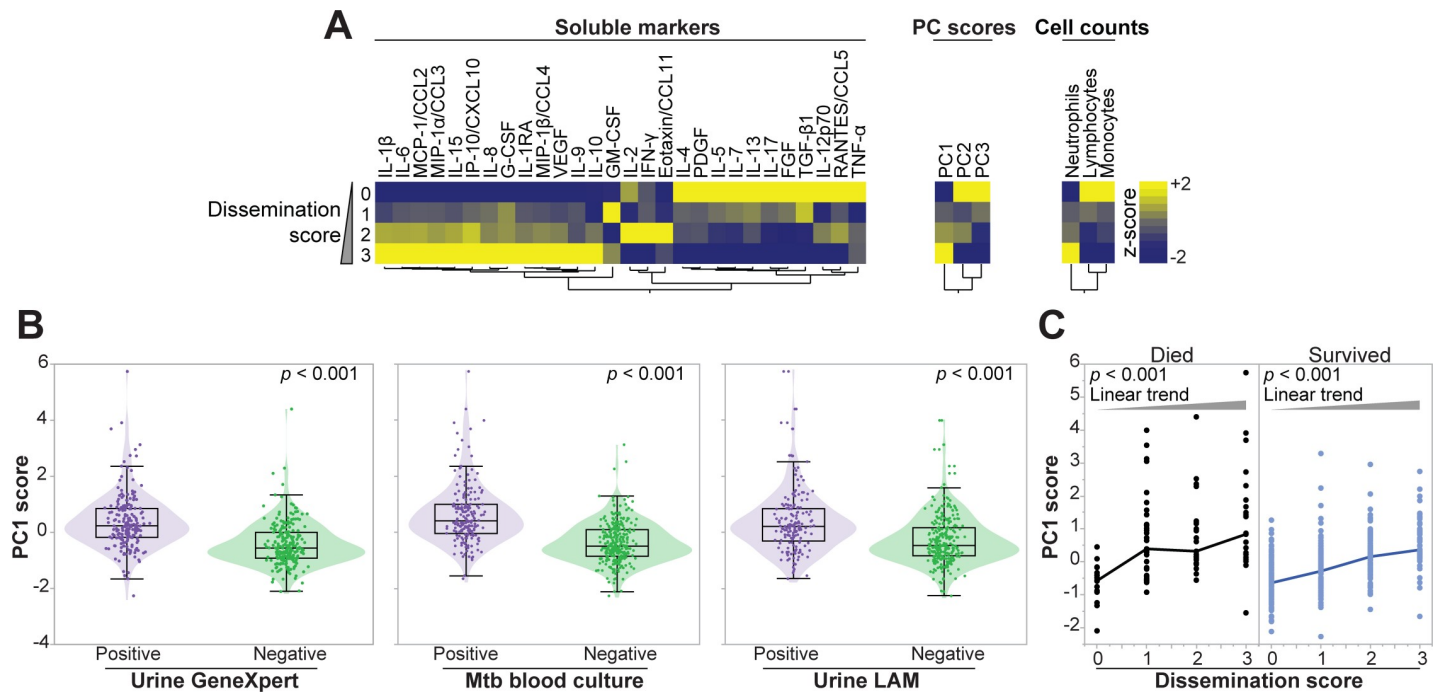 A
Soluble markers
PC scores
Cell counts
IL-1β
IL-6
MCP-1/CCL2
MIP-1α/CCL3
IL-15
IP-10/CXCL10
IL-8
G-CSF
IL-1RA
MIP-1β/CCL4
VEGF
IL-9
IL-10
GM-CSF
IL-2
IFN-γ
Eotaxin/CCL11
IL-4
PDGF
IL-5
IL-7
IL-13
IL-17
FGF
TGF-β1
IL-12p70
RANTES/CCL5
TNF-α
PC1
PC2
PC3
Neutrophils
Lymphocytes
Monocytes
Dissemination
score
0
1
2
3
+2
z-score
-2
B
PC1 score
6
4
2
0
-2
-4
p < 0.001
p < 0.001
p < 0.001
Positive Negative
Positive Negative
Positive Negative
Urine GeneXpert
Mtb blood culture
Urine LAM
C
Died
Survived
p < 0.001
Linear trend
p < 0.001
Linear trend
PC1 score
6
5
4
3
2
1
0
-1
-2
0 1 2 3
0 1 2 3
Dissemination score